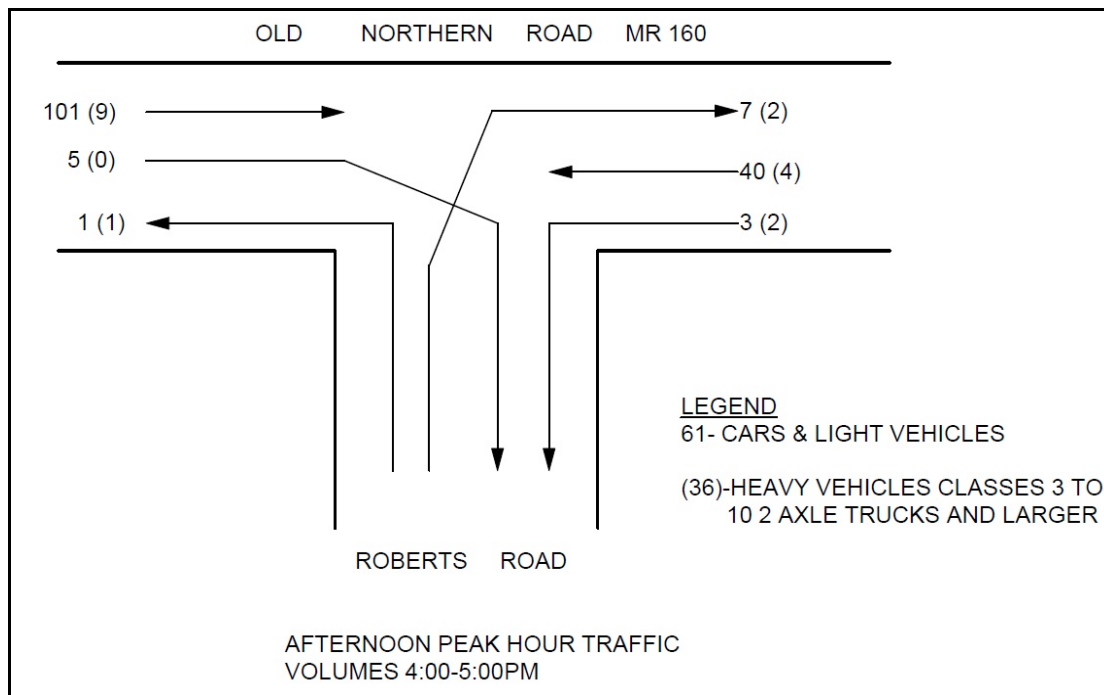 OLD NORTHERN ROAD MR 160
101 (9)
7 (2)
5 (0)
40 (4)
1 (1)
3 (2)
LEGEND
61- CARS & LIGHT VEHICLES
(36)-HEAVY VEHICLES CLASSES 3 TO
10 2 AXLE TRUCKS AND LARGER
ROBERTS ROAD
AFTERNOON PEAK HOUR TRAFFIC
VOLUMES 4:00-5:00PM